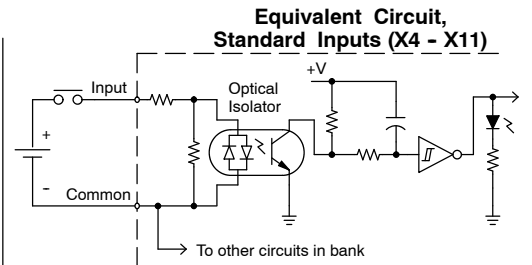 Equivalent Circuit,
Standard Inputs (X4 - X11)
+V
Input
Optical
Isolator
+
-
Common
To other circuits in bank